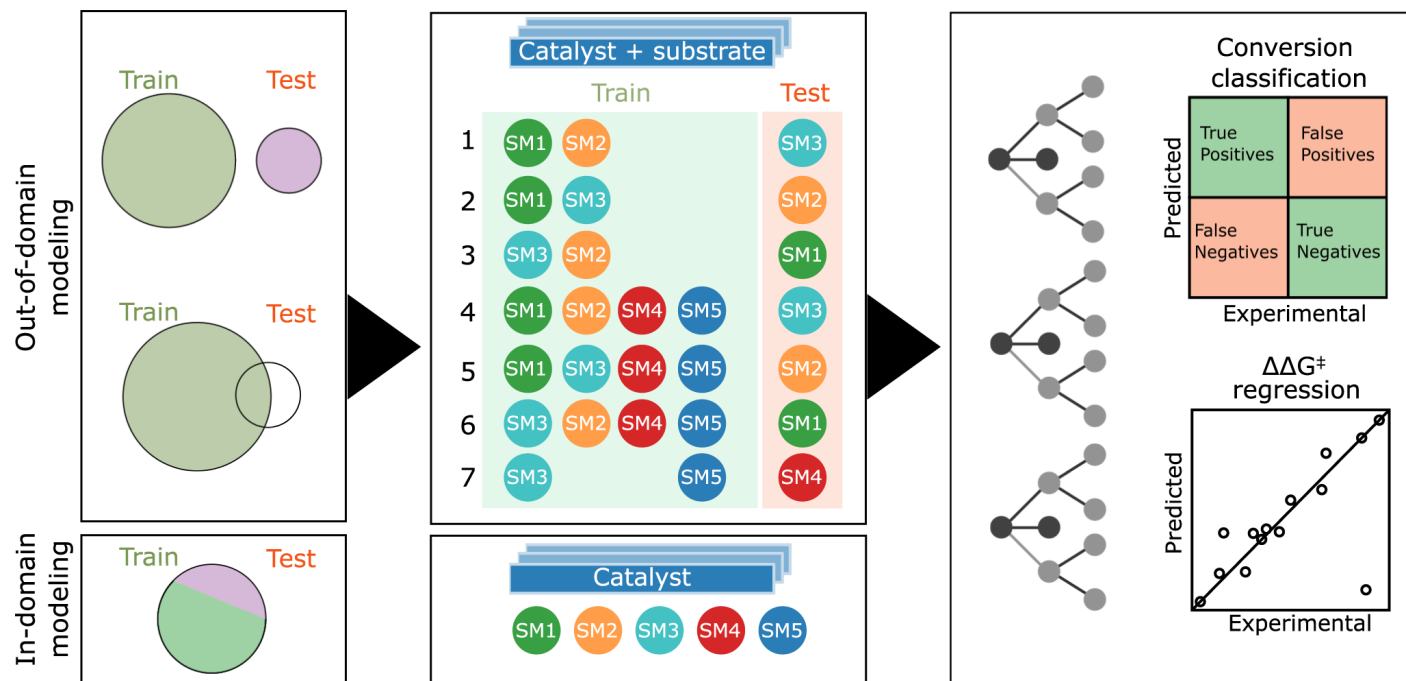 Out-of-domain
modeling
Train
Test
Train
Test
In-domain
modeling
Train
Test
Catalyst + substrate
Train
Test
1 SM1 SM2 SM3
2 SM1 SM3 SM2
3 SM3 SM2 SM1
4 SM1 SM2 SM4 SM5 SM3
5 SM1 SM3 SM4 SM5 SM2
6 SM3 SM2 SM4 SM5 SM1
7 SM3 SM5 SM4
Catalyst
SM1 SM2 SM3 SM4 SM5
Conversion
classification
Predicted
True
Positives
False
Positives
False
Negatives
True
Negatives
Experimental
ΔΔG‡
regression
Predicted
Experimental